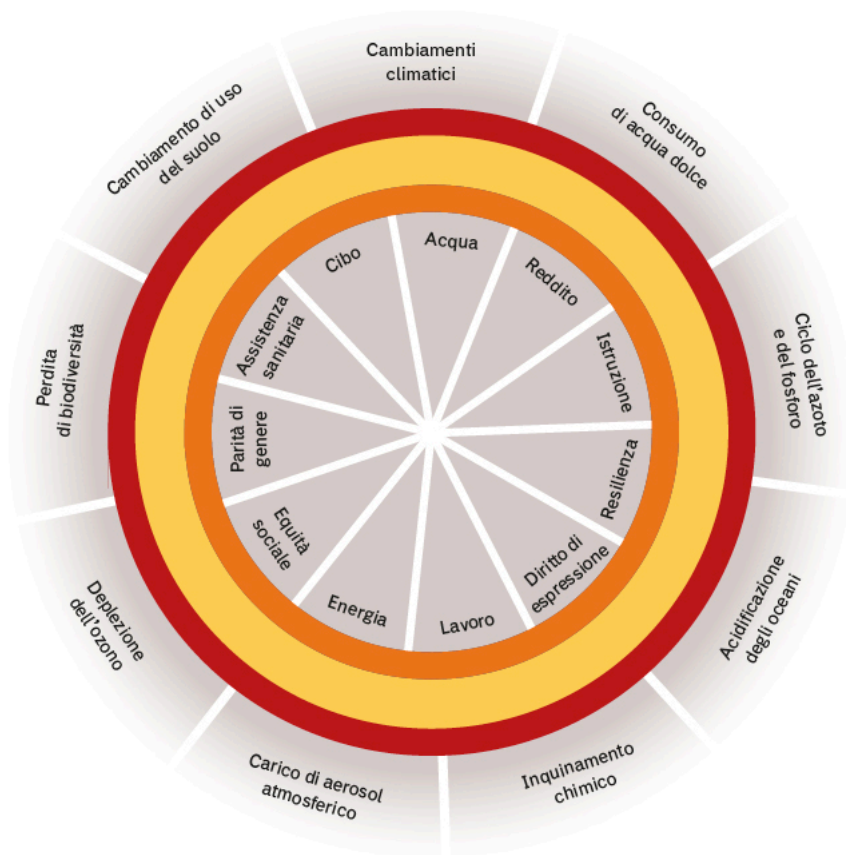 Cambiamenti
climatici
Consumo
di acqua dolce
Ciclo dell'azoto
e del fosforo
Acidificazione
degli oceani
Inquinamento
chimico
Carico di aerosol
atmosferico
Deplezione
dell'ozono
Perdita
di biodiversità
Cambiamento di uso
del suolo
Acqua
Reddito
Istruzione
Resilienza
Diritto di
espressione
Lavoro
Energia
Equità
sociale
Parità di
genere
Assistenza
sanitaria
Cibo